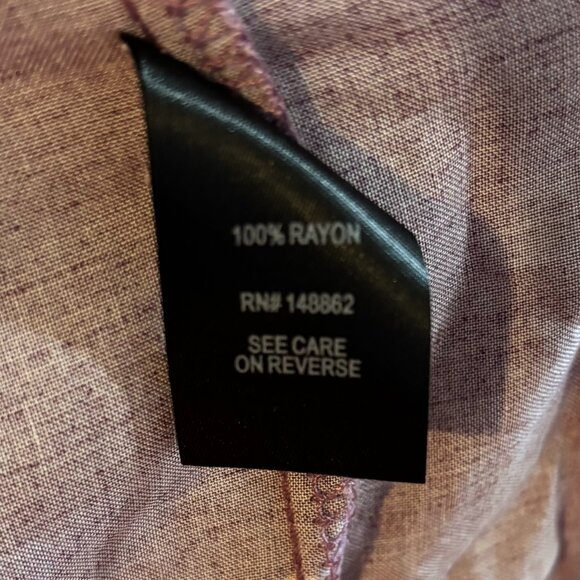 100% RAYON
RN# 148862
SEE CARE
ON REVERSE